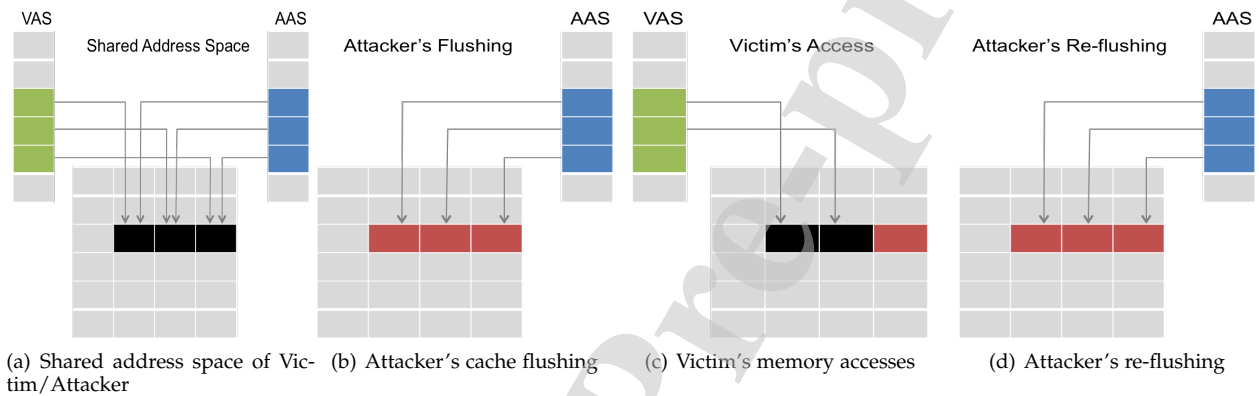 VAS
AAS
Shared Address Space
AAS
Attacker's Flushing
VAS
Victim's Access
AAS
Attacker's Re-flushing
(a) Shared address space of Vic-
tim/Attacker
(b) Attacker's cache flushing
(c) Victim's memory accesses
(d) Attacker's re-flushing
Pre-p